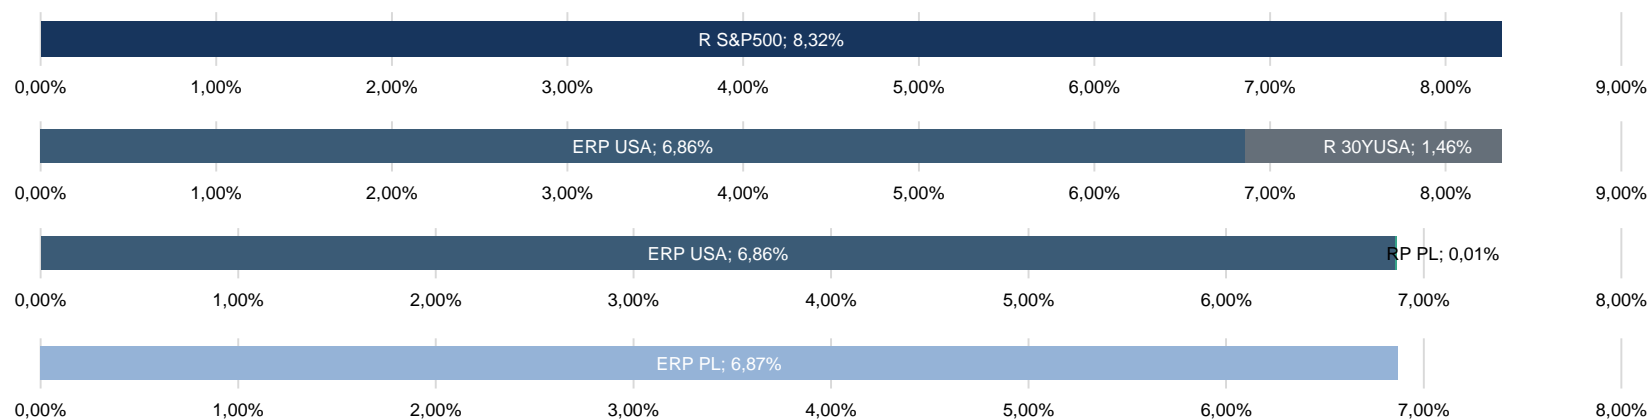 R S&P500; 8,32%
0,00% 1,00% 2,00% 3,00% 4,00% 5,00% 6,00% 7,00% 8,00% 9,00%
ERP USA; 6,86% R 30YUSA; 1,46%
0,00% 1,00% 2,00% 3,00% 4,00% 5,00% 6,00% 7,00% 8,00% 9,00%
ERP USA; 6,86% RP PL; 0,01%
0,00% 1,00% 2,00% 3,00% 4,00% 5,00% 6,00% 7,00% 8,00%
ERP PL; 6,87%
0,00% 1,00% 2,00% 3,00% 4,00% 5,00% 6,00% 7,00% 8,00%